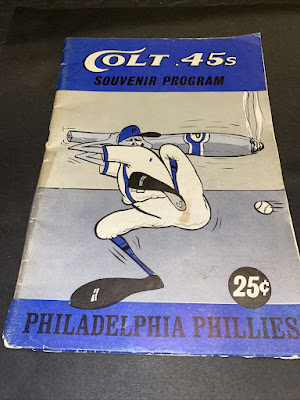 COLT .45s
SOUVENIR PROGRAM
P
25¢
PHILADELPHIA PHILLIES